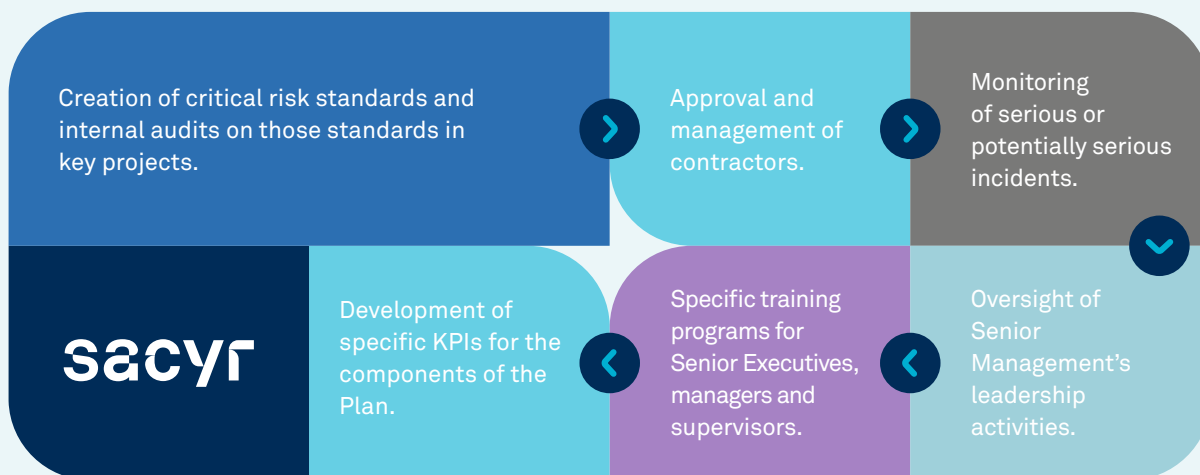 Creation of critical risk standards and
internal audits on those standards in
key projects.
Approval and
management of
contractors.
Monitoring
of serious or
potentially serious
incidents.
Oversight of
Senior
Management's
leadership
activities.
Specific training
programs for
Senior Executives,
managers and
supervisors.
Development of
specific KPIs for the
components of the
Plan.
sacyr